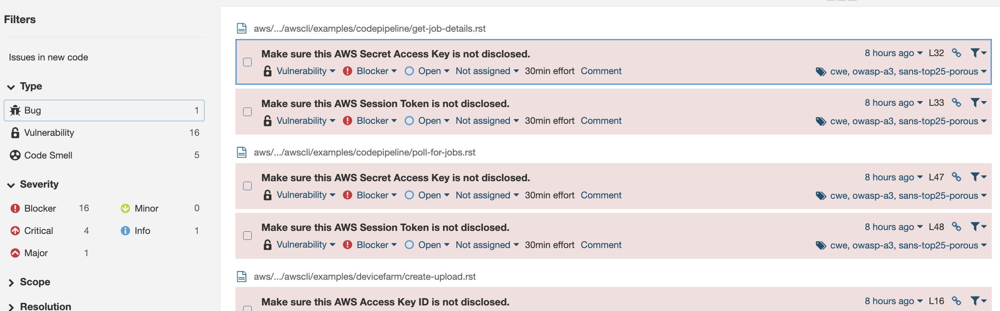 Filters
Issues in new code
Type
Bug 1
Vulnerability 16
Code Smell 5
Severity
Blocker 16 Minor 0
Critical 4 Info 1
Major 1
Scope
Resolution
aws/.../awscli/examples/codepipeline/get-job-details.rst
Make sure this AWS Secret Access Key is not disclosed. 8 hours ago L32
Vulnerability Blocker Open Not assigned 30min effort Comment cwe, owasp-a3, sans-top25-porous
Make sure this AWS Session Token is not disclosed. 8 hours ago L33
Vulnerability Blocker Open Not assigned 30min effort Comment cwe, owasp-a3, sans-top25-porous
aws/.../awscli/examples/codepipeline/poll-for-jobs.rst
Make sure this AWS Secret Access Key is not disclosed. 8 hours ago L47
Vulnerability Blocker Open Not assigned 30min effort Comment cwe, owasp-a3, sans-top25-porous
Make sure this AWS Session Token is not disclosed. 8 hours ago L48
Vulnerability Blocker Open Not assigned 30min effort Comment cwe, owasp-a3, sans-top25-porous
aws/.../awscli/examples/devicefarm/create-upload.rst
Make sure this AWS Access Key ID is not disclosed. 8 hours ago L16